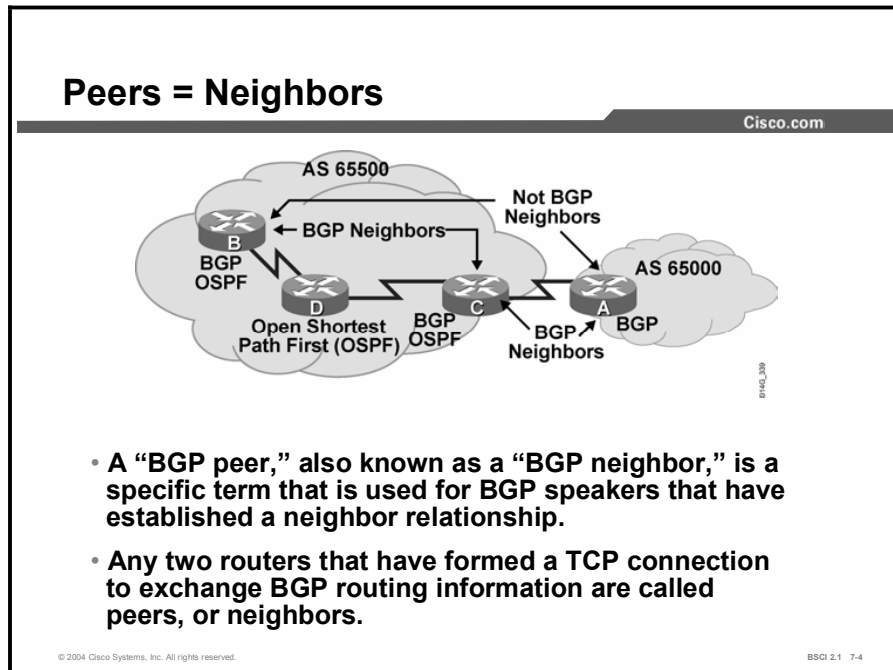 Peers = Neighbors
Cisco.com
AS 65500
Not BGP
Neighbors
BGP Neighbors
B
BGP
OSPF
AS 65000
D
C
A
Open Shortest
Path First (OSPF)
BGP
OSPF
BGP
Neighbors
BGP
B14G_339
• A “BGP peer,” also known as a “BGP neighbor,” is a
specific term that is used for BGP speakers that have
established a neighbor relationship.
• Any two routers that have formed a TCP connection
to exchange BGP routing information are called
peers, or neighbors.
© 2004 Cisco Systems, Inc. All rights reserved.
BSCI 2.1 7-4